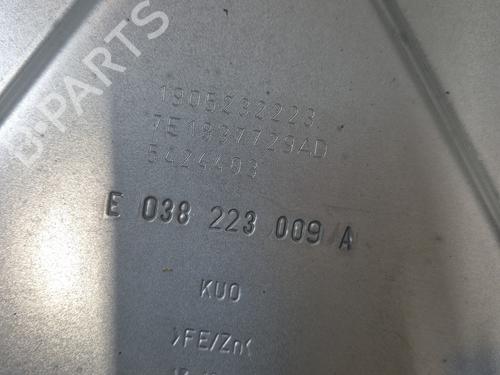 B-PARTS
1905232223
7E1837729AD
5424403
E 038 223 009 A
KUO
>FE/Zn<